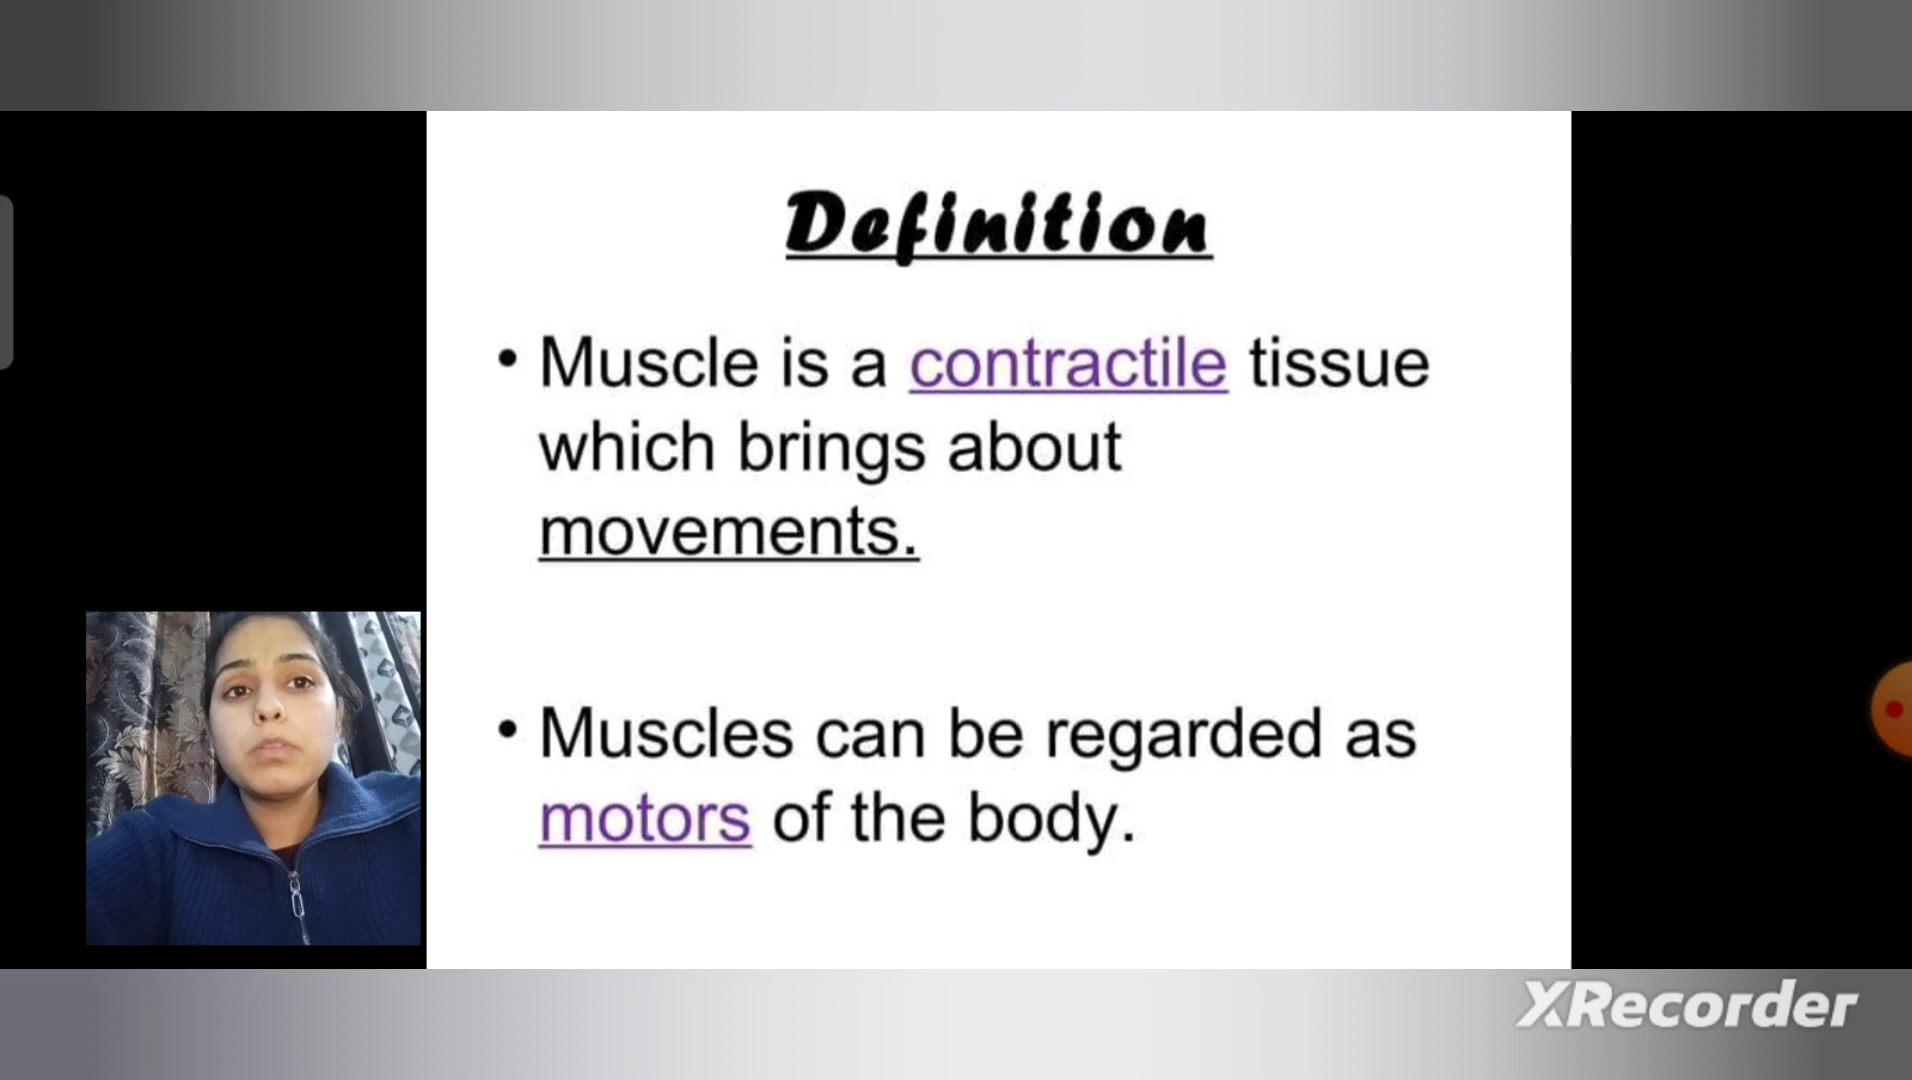 Definition
• Muscle is a contractile tissue
which brings about
movements.
• Muscles can be regarded as
motors of the body.
XRecorder